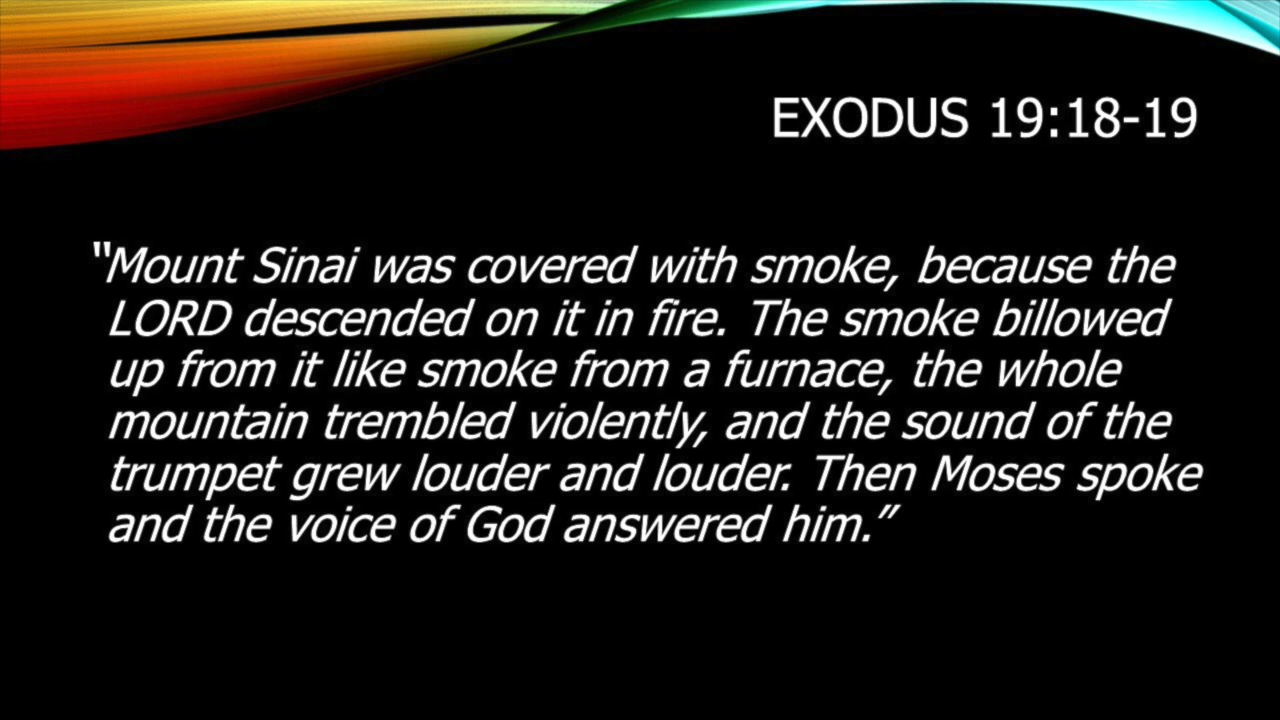 EXODUS 19:18-19
“Mount Sinai was covered with smoke, because the
LORD descended on it in fire. The smoke billowed
up from it like smoke from a furnace, the whole
mountain trembled violently, and the sound of the
trumpet grew louder and louder. Then Moses spoke
and the voice of God answered him.”